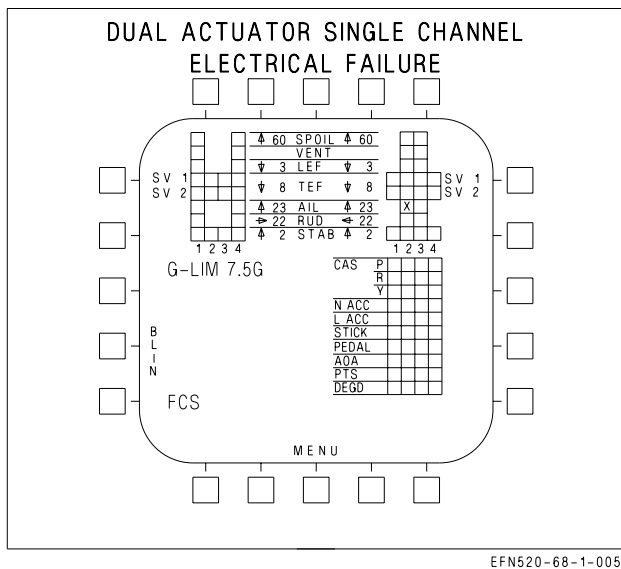 DUAL ACTUATOR SINGLE CHANNEL
ELECTRICAL FAILURE
60 SPOIL 60
VENT
3 LEF 3
SV 1 SV 1
8 TEF 8
SV 2 SV 2
23 AIL 23 X
22 RUD 22
2 STAB 2
1 2 3 4 1 2 3 4
G-LIM 7.5G
CAS P
R
Y
N ACC
L ACC
STICK
PEDAL
AOA
PTS
DEGD
BLIN
FCS
MENU
EFN520-68-1-005